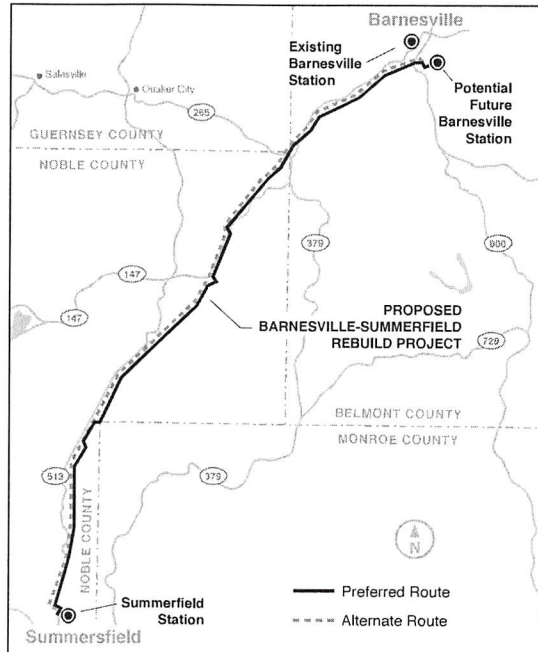 Barnesville
Existing
Barnesville
Station
Potential
Future
Barnesville
Station
Salesville
Quaker City
265
GUERNSEY COUNTY
NOBLE COUNTY
379
800
147
147
PROPOSED
BARNESVILLE-SUMMERFIELD
REBUILD PROJECT
BELMONT COUNTY
MONROE COUNTY
513
379
NOBLE COUNTY
N
Preferred Route
Alternate Route
Summerfield
Station
Summersfield